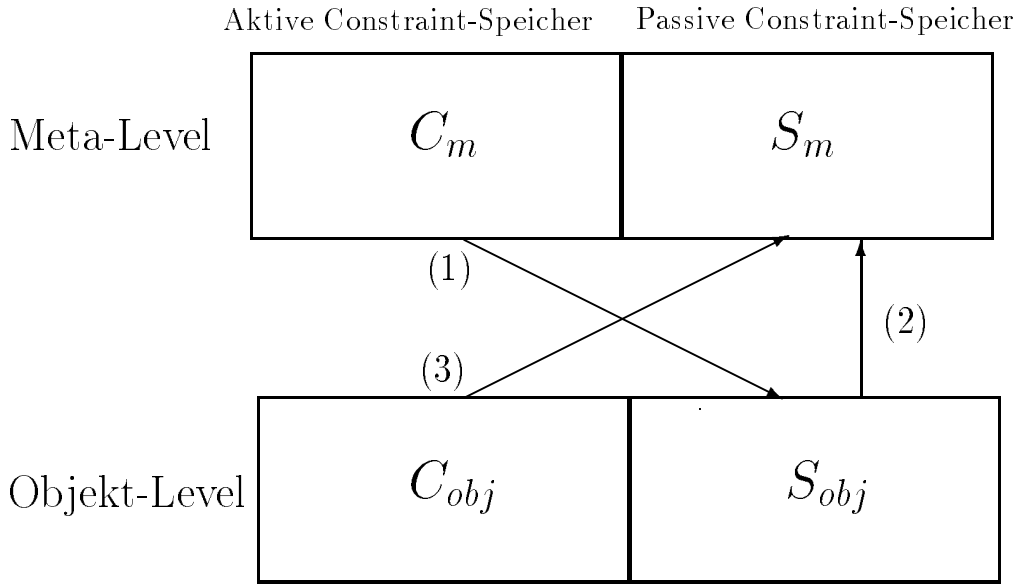 Aktive Constraint-Speicher Passive Constraint-Speicher
Meta-Level C_m S_m
(1)
(2)
(3)
Objekt-Level C_obj S_obj